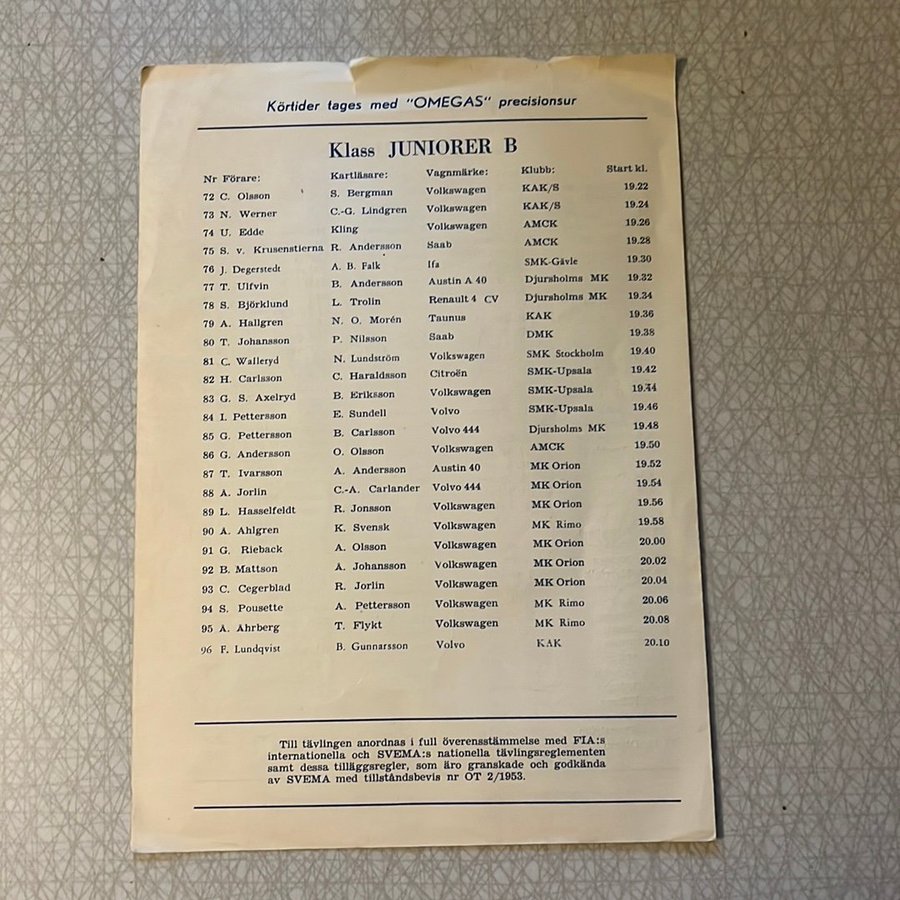 Körtider tages med "OMEGAS" precisionsur
Klass JUNIORER B
Nr Förare: Kartläsare: Vagnmärke: Klubb: Start kl.
72 C. Olsson S. Bergman Volkswagen KAK/S 19.22
73 N. Werner C.-G. Lindgren Volkswagen KAK/S 19.24
74 U. Edde Kling Volkswagen AMCK 19.26
75 S. v. Krusenstierna R. Andersson Saab AMCK 19.28
76 J. Degerstedt A. B. Falk Ifa SMK-Gävle 19.30
77 T. Ulfvin B. Andersson Austin A 40 Djursholms MK 19.32
78 S. Björklund L. Trolin Renault 4 CV Djursholms MK 19.34
79 A. Hallgren N. O. Morén Taunus KAK 19.36
80 T. Johansson P. Nilsson Saab DMK 19.38
81 C. Walleryd N. Lundström Volkswagen SMK Stockholm 19.40
82 H. Carlsson C. Haraldsson Citroën SMK-Upsala 19.42
83 G. S. Axelryd B. Eriksson Volkswagen SMK-Upsala 19.44
84 I. Pettersson E. Sundell Volvo SMK-Upsala 19.46
85 G. Pettersson B. Carlsson Volvo 444 Djursholms MK 19.48
86 G. Andersson O. Olsson Volkswagen AMCK 19.50
87 T. Ivarsson A. Andersson Austin 40 MK Orion 19.52
88 A. Jorlin C.-A. Carlander Volvo 444 MK Orion 19.54
89 L. Hasselfeldt R. Jonsson Volkswagen MK Orion 19.56
90 A. Ahlgren K. Svensk Volkswagen MK Rimo 19.58
91 G. Rieback A. Olsson Volkswagen MK Orion 20.00
92 B. Mattson A. Johansson Volkswagen MK Orion 20.02
93 C. Cegerblad R. Jorlin Volkswagen MK Orion 20.04
94 S. Pousette A. Pettersson Volkswagen MK Rimo 20.06
95 A. Ahrberg T. Flykt Volkswagen MK Rimo 20.08
96 F. Lundqvist B. Gunnarsson Volvo KAK 20.10
Till tävlingen anordnas i full överensstämmelse med FIA:s
internationella och SVEMA:s nationella tävlingsreglementen
samt dessa tilläggsregler, som äro granskade och godkända
av SVEMA med tillståndsbevis nr OT 2/1953.